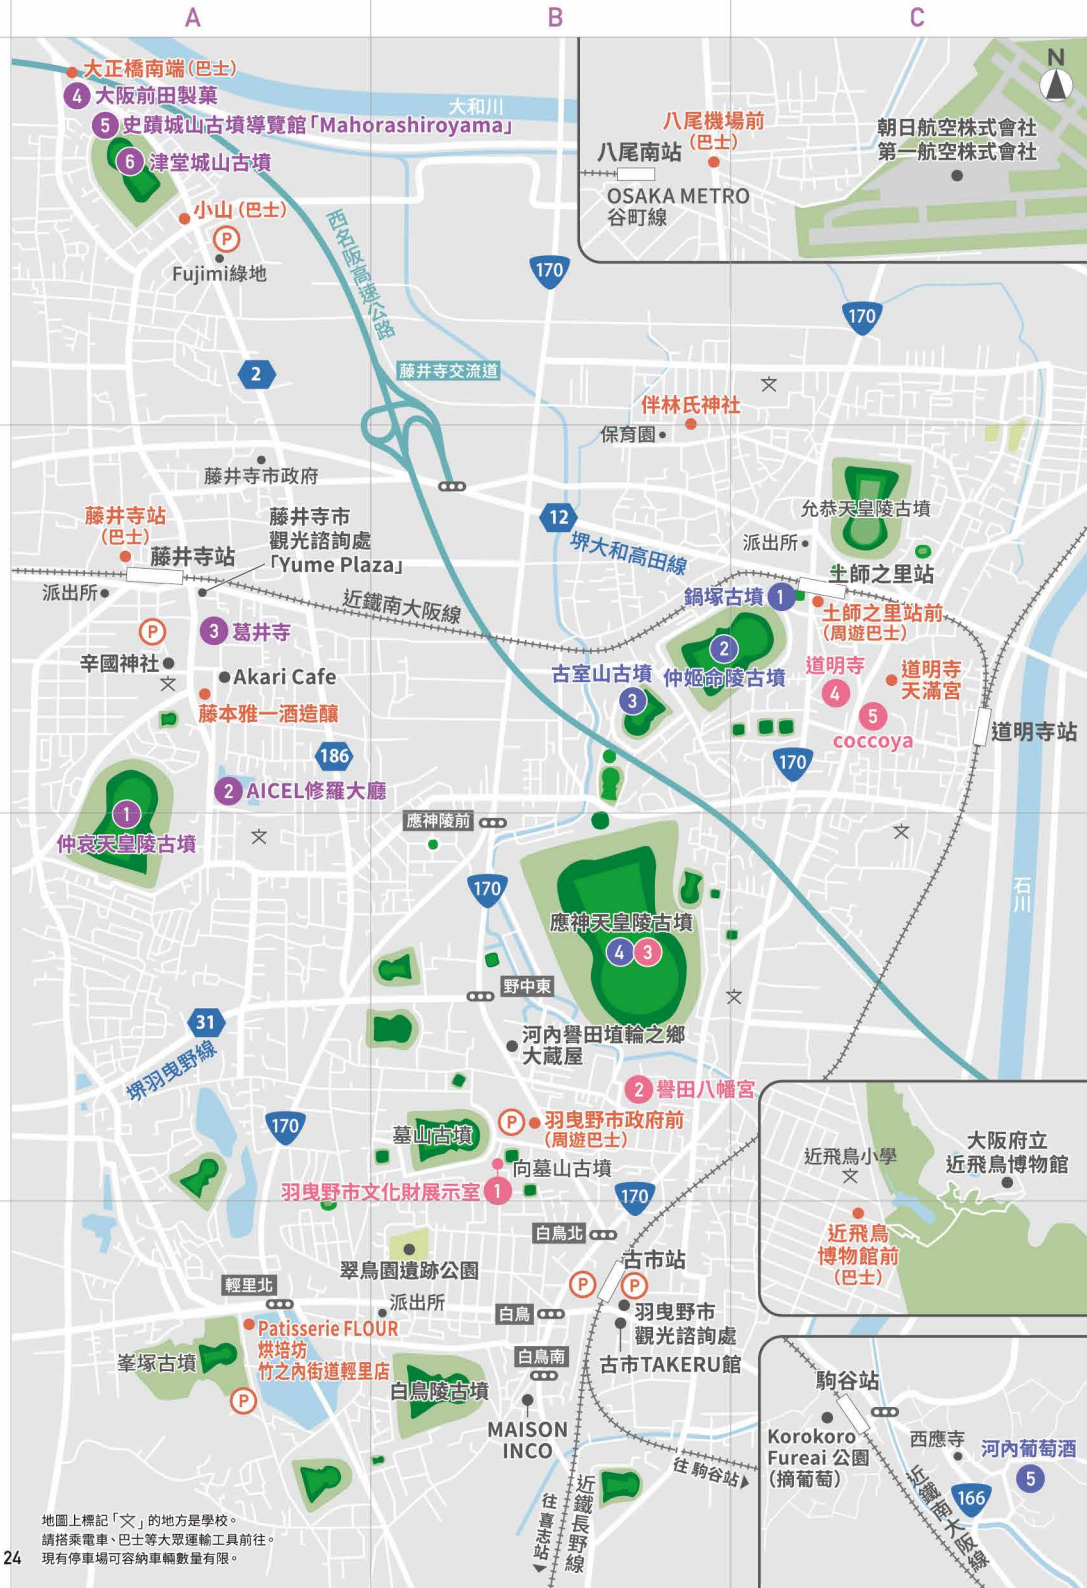 A
B
C
大正橋南端(巴士)
4 大阪前田製菓
大和川
5 史蹟城山古墳導覽館「Mahorashiroyama」
6 津堂城山古墳
小山(巴士)
P
Fujimi綠地
西名阪高速公路
170
八尾機場前
(巴士)
八尾南站
OSAKA METRO
谷町線
朝日航空株式會社
第一航空株式會社
N
170
2
藤井寺交流道
伴林氏神社
保育園
藤井寺市政府
藤井寺站
(巴士)
藤井寺站
藤井寺市
觀光諮詢處
「Yume Plaza」
派出所
近鐵南大阪線
12
堺大和高田線
允恭天皇陵古墳
派出所
土師之里站
鍋塚古墳 1
土師之里站前
(周遊巴士)
P
3 葛井寺
辛國神社
Akari Cafe
藤本雅一酒造釀
古室山古墳
3
2
仲姬命陵古墳
道明寺
4
道明寺
天滿宮
5
coccoya
道明寺站
186
170
2 AICEL修羅大廳
1
仲哀天皇陵古墳
應神陵前
170
石川
應神天皇陵古墳
4 3
野中東
31
堺羽曳野線
河內譽田埴輪之鄉
大蔵屋
2 譽田八幡宮
170
P
羽曳野市政府前
(周遊巴士)
墓山古墳
向墓山古墳
羽曳野市文化財展示室 1
170
近飛鳥小學
大阪府立
近飛鳥博物館
近飛鳥
博物館前
(巴士)
白鳥北
古市站
翠鳥園遺跡公園
P
P
輕里北
派出所
白鳥
羽曳野市
觀光諮詢處
Patisserie FLOUR
烘培坊
竹之內街道輕里店
峯塚古墳
P
白鳥南
古市TAKERU館
白鳥陵古墳
MAISON
INCO
駒谷站
Korokoro
Fureai 公園
(摘葡萄)
西應寺
河內葡萄酒
5
166
近鐵南大阪線
往 駒谷站
往 喜志站
近鐵長野線
地圖上標記「文」的地方是學校。
請搭乘電車、巴士等大眾運輸工具前往。
現有停車場可容納車輛數量有限。
24